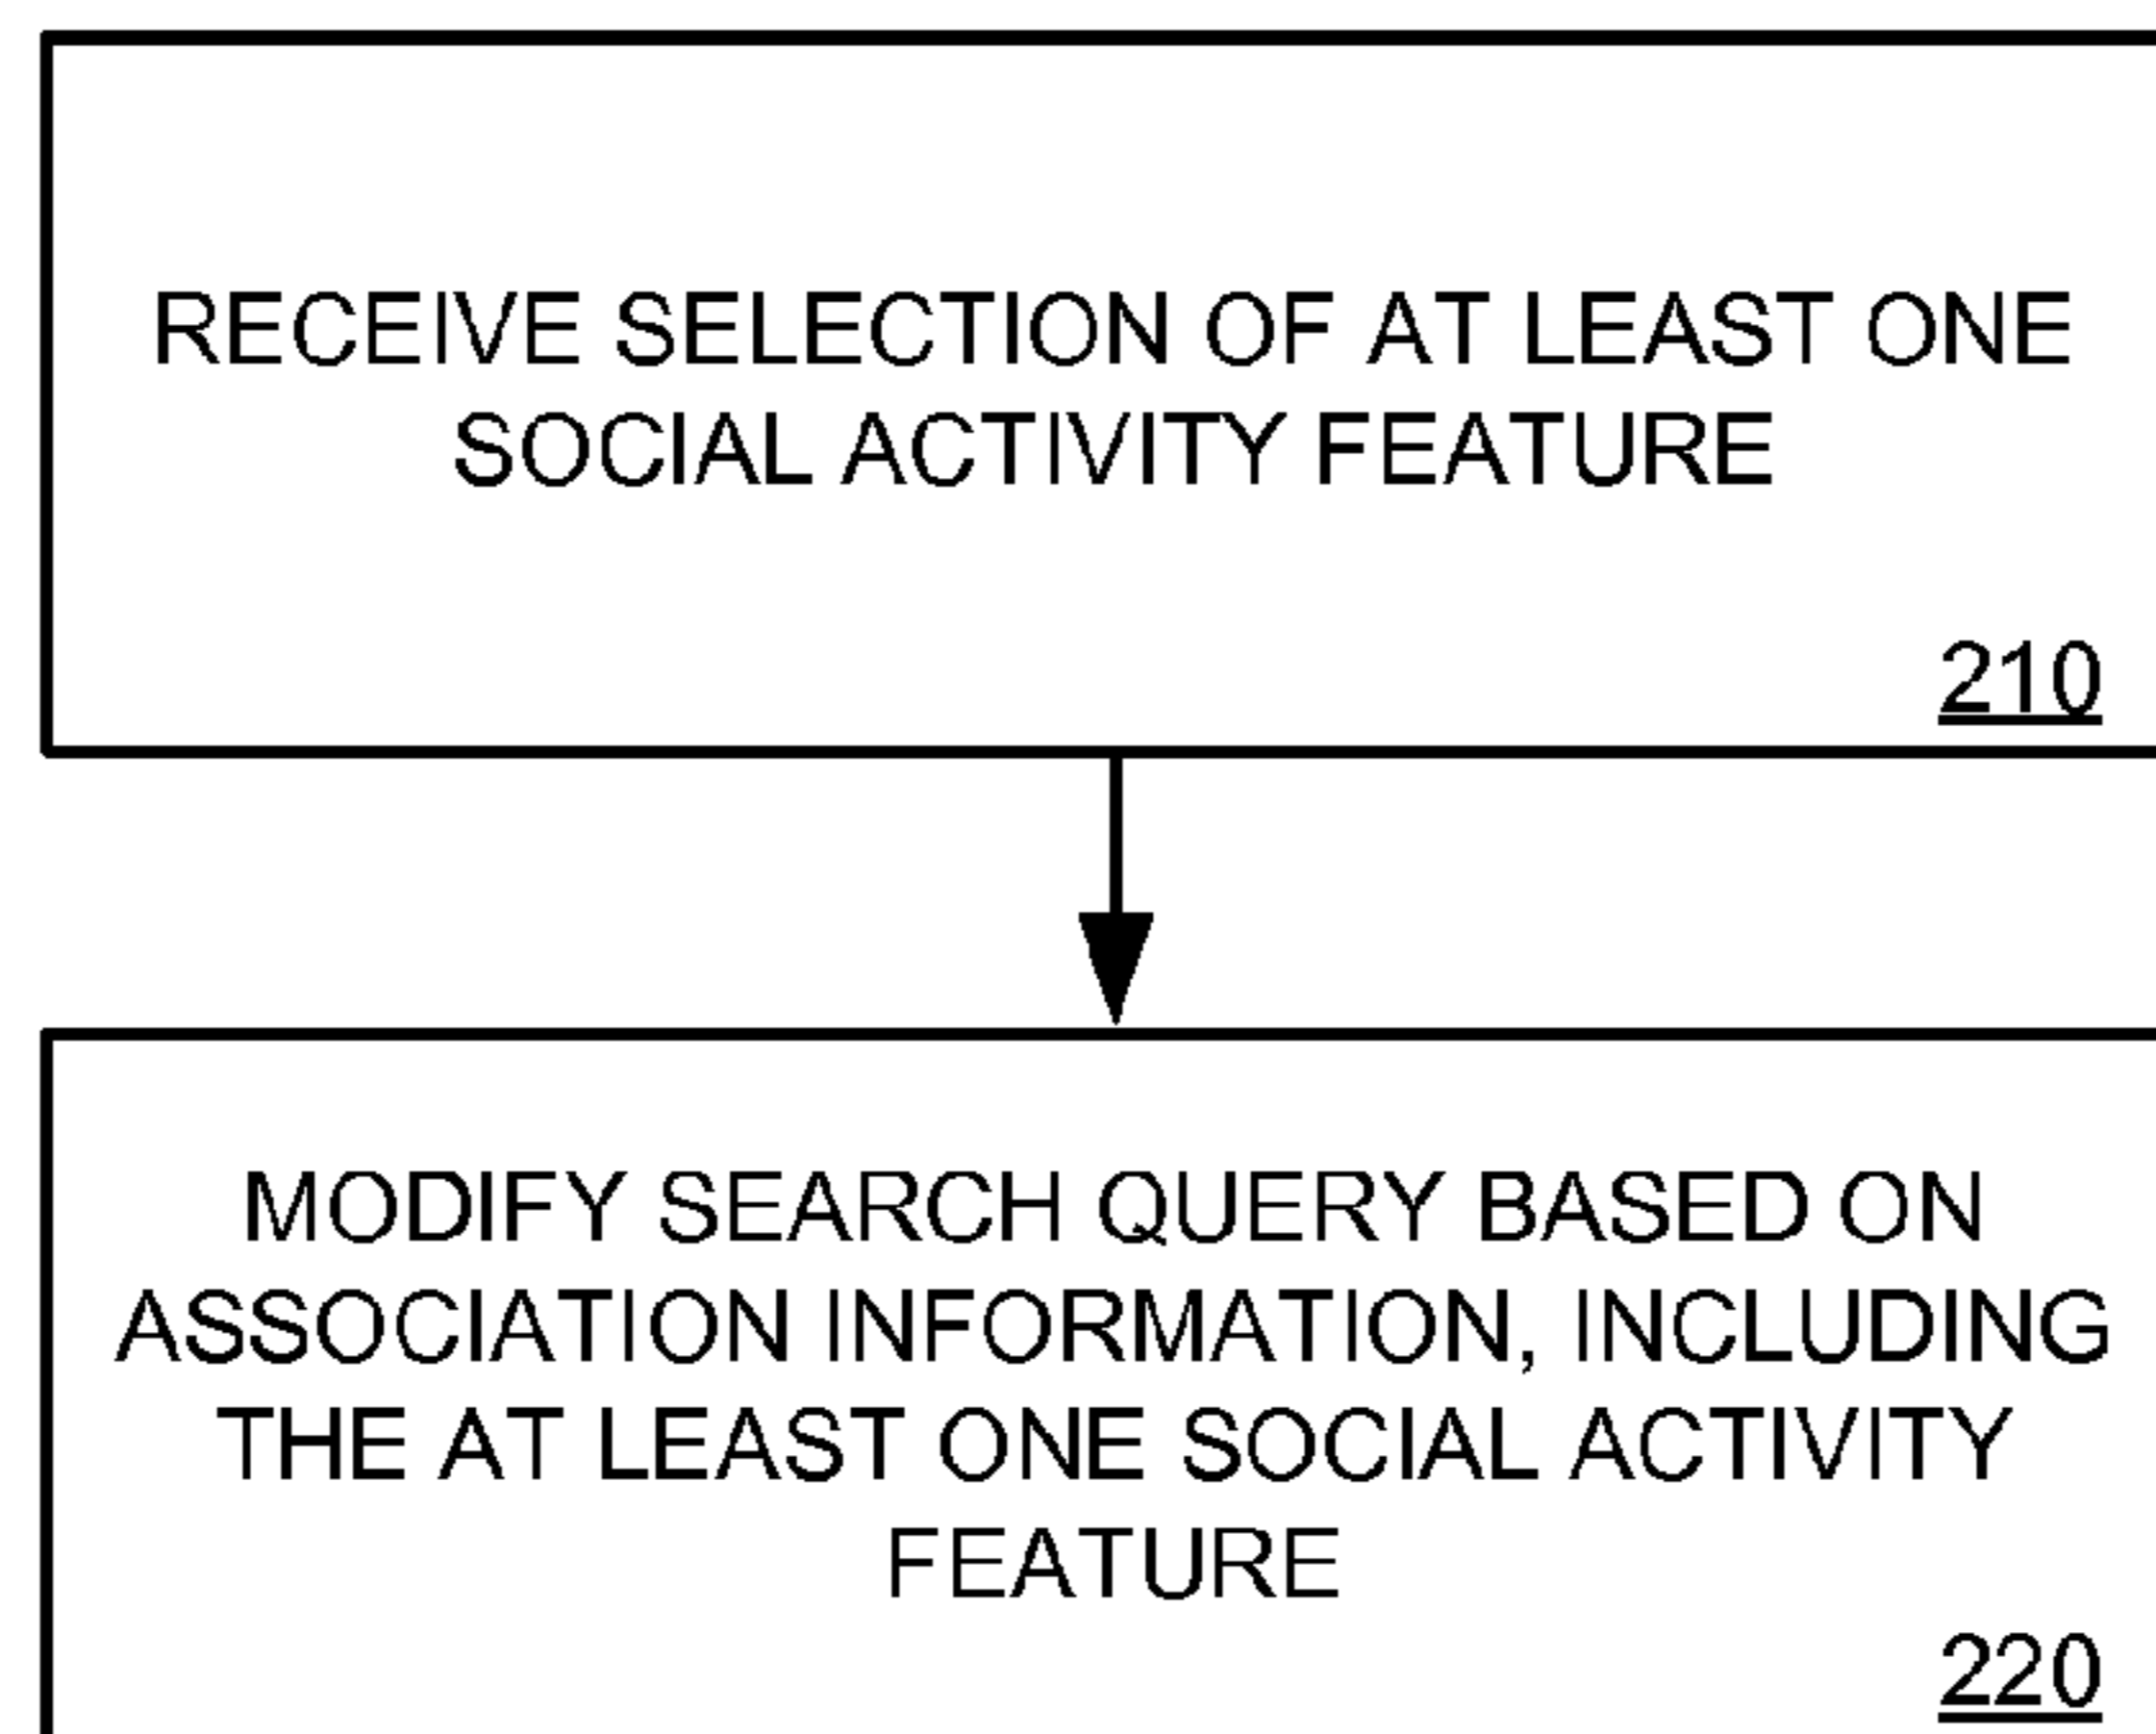 RECEIVE SELECTION OF AT LEAST ONE
SOCIAL ACTIVITY FEATURE
210
MODIFY SEARCH QUERY BASED ON
ASSOCIATION INFORMATION, INCLUDING
THE AT LEAST ONE SOCIAL ACTIVITY
FEATURE
220